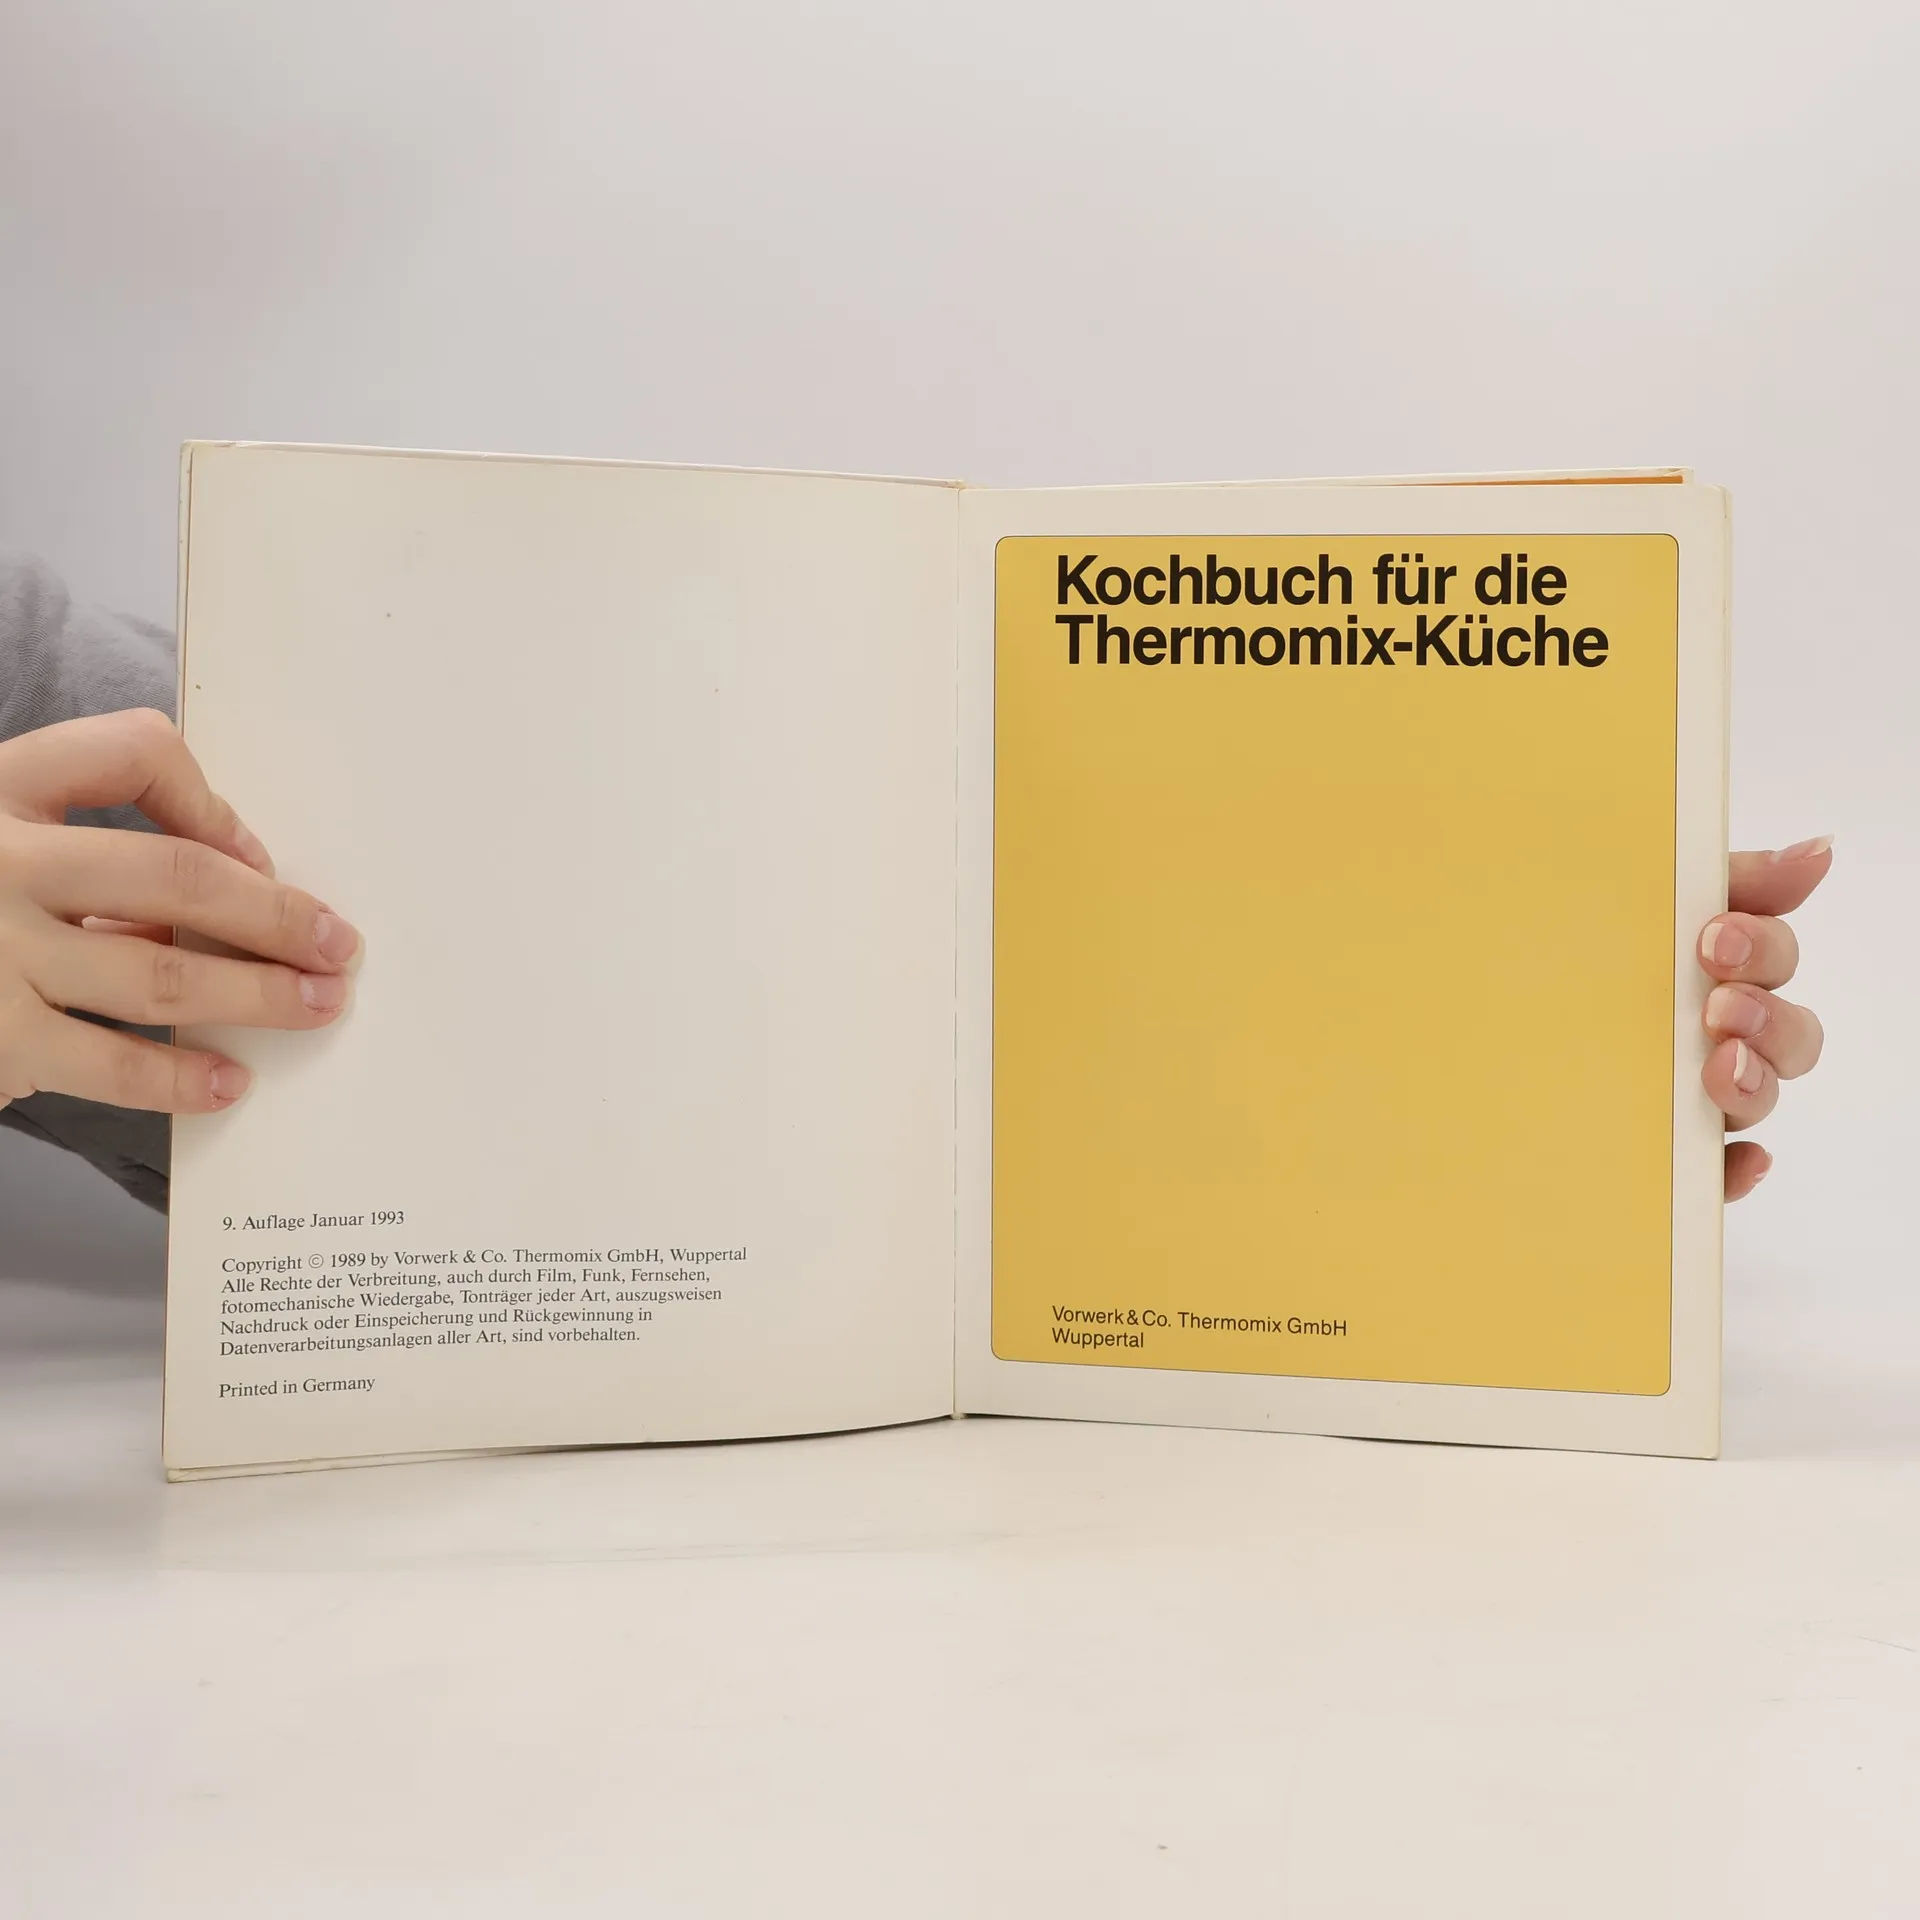 9. Auflage Januar 1993
Copyright © 1989 by Vorwerk & Co. Thermomix GmbH, Wuppertal
Alle Rechte der Verbreitung, auch durch Film, Funk, Fernsehen,
fotomechanische Wiedergabe, Tonträger jeder Art, auszugsweisen
Nachdruck oder Einspeicherung und Rückgewinnung in
Datenverarbeitungsanlagen aller Art, sind vorbehalten.
Printed in Germany
Kochbuch für die
Thermomix-Küche
Vorwerk & Co. Thermomix GmbH
Wuppertal